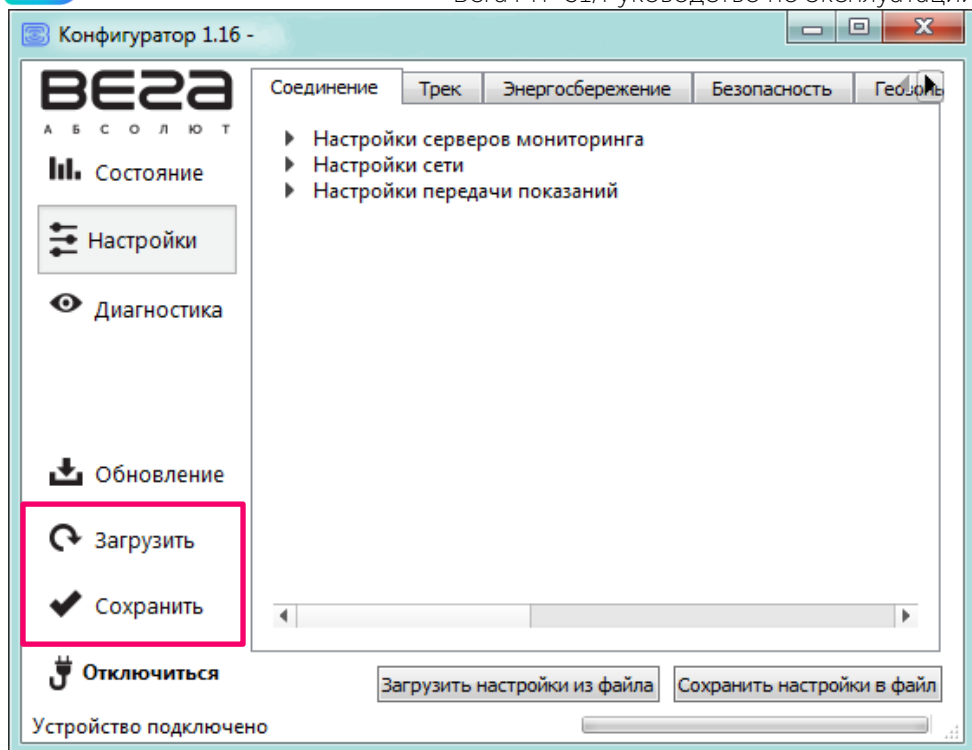 Конфигуратор 1.16 -
ВЕГА
АБСОЛЮТ
Состояние
Настройки
Диагностика
Обновление
Загрузить
Сохранить
Отключиться
Устройство подключено
Соединение Трек Энергосбережение Безопасность
Настройки серверов мониторинга
Настройки сети
Настройки передачи показаний
Загрузить настройки из файла Сохранить настройки в файл